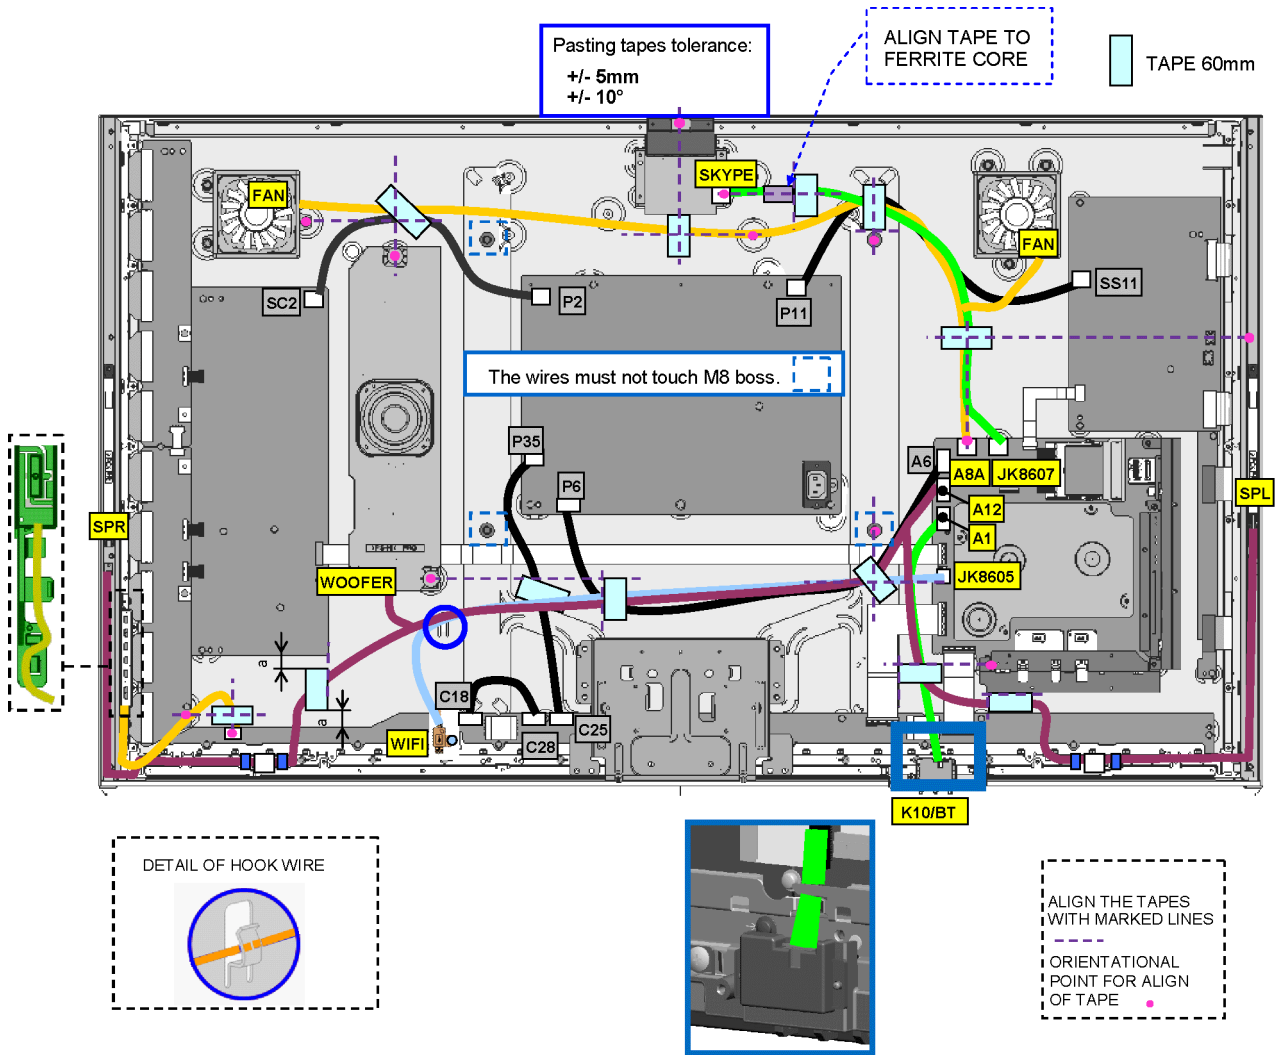 Pasting tapes tolerance:
+/- 5mm
+/- 10°
ALIGN TAPE TO
FERRITE CORE
TAPE 60mm
SKYPE
FAN
FAN
SC2
P2
P11
SS11
The wires must not touch M8 boss.
P35
A6
A8A
JK8607
P6
A12
SPL
SPR
A1
WOOFER
JK8605
a
a
C18
C25
WIFI
C28
K10/BT
DETAIL OF HOOK WIRE
ALIGN THE TAPES
WITH MARKED LINES
ORIENTATIONAL
POINT FOR ALIGN
OF TAPE